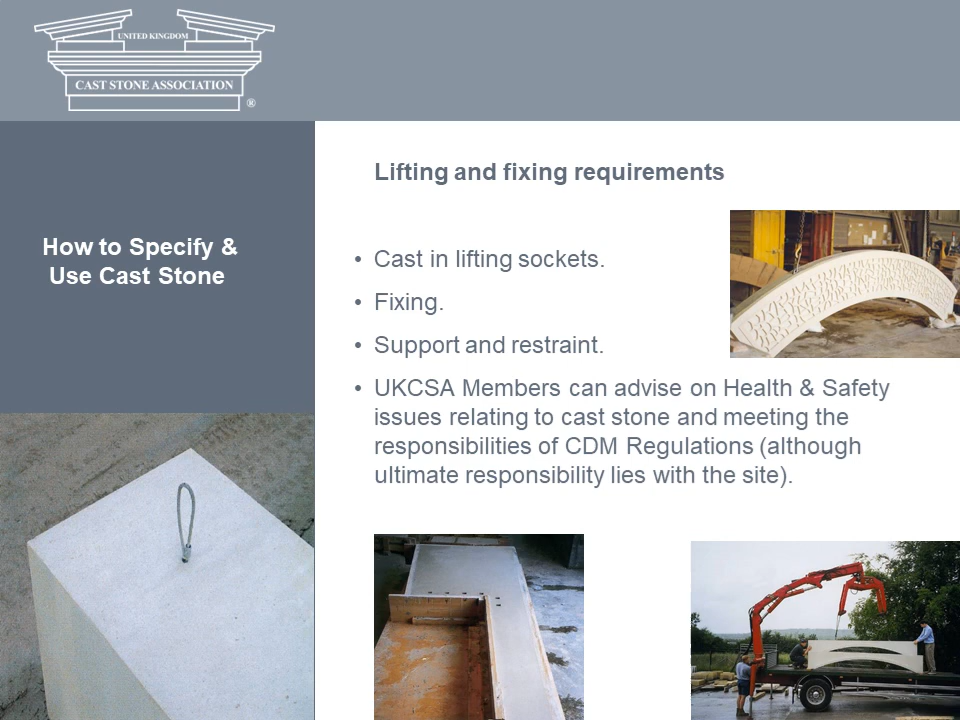 UNITED KINGDOM
CAST STONE ASSOCIATION
®
How to Specify &
Use Cast Stone
Lifting and fixing requirements
• Cast in lifting sockets.
• Fixing.
• Support and restraint.
• UKCSA Members can advise on Health & Safety
issues relating to cast stone and meeting the
responsibilities of CDM Regulations (although
ultimate responsibility lies with the site).